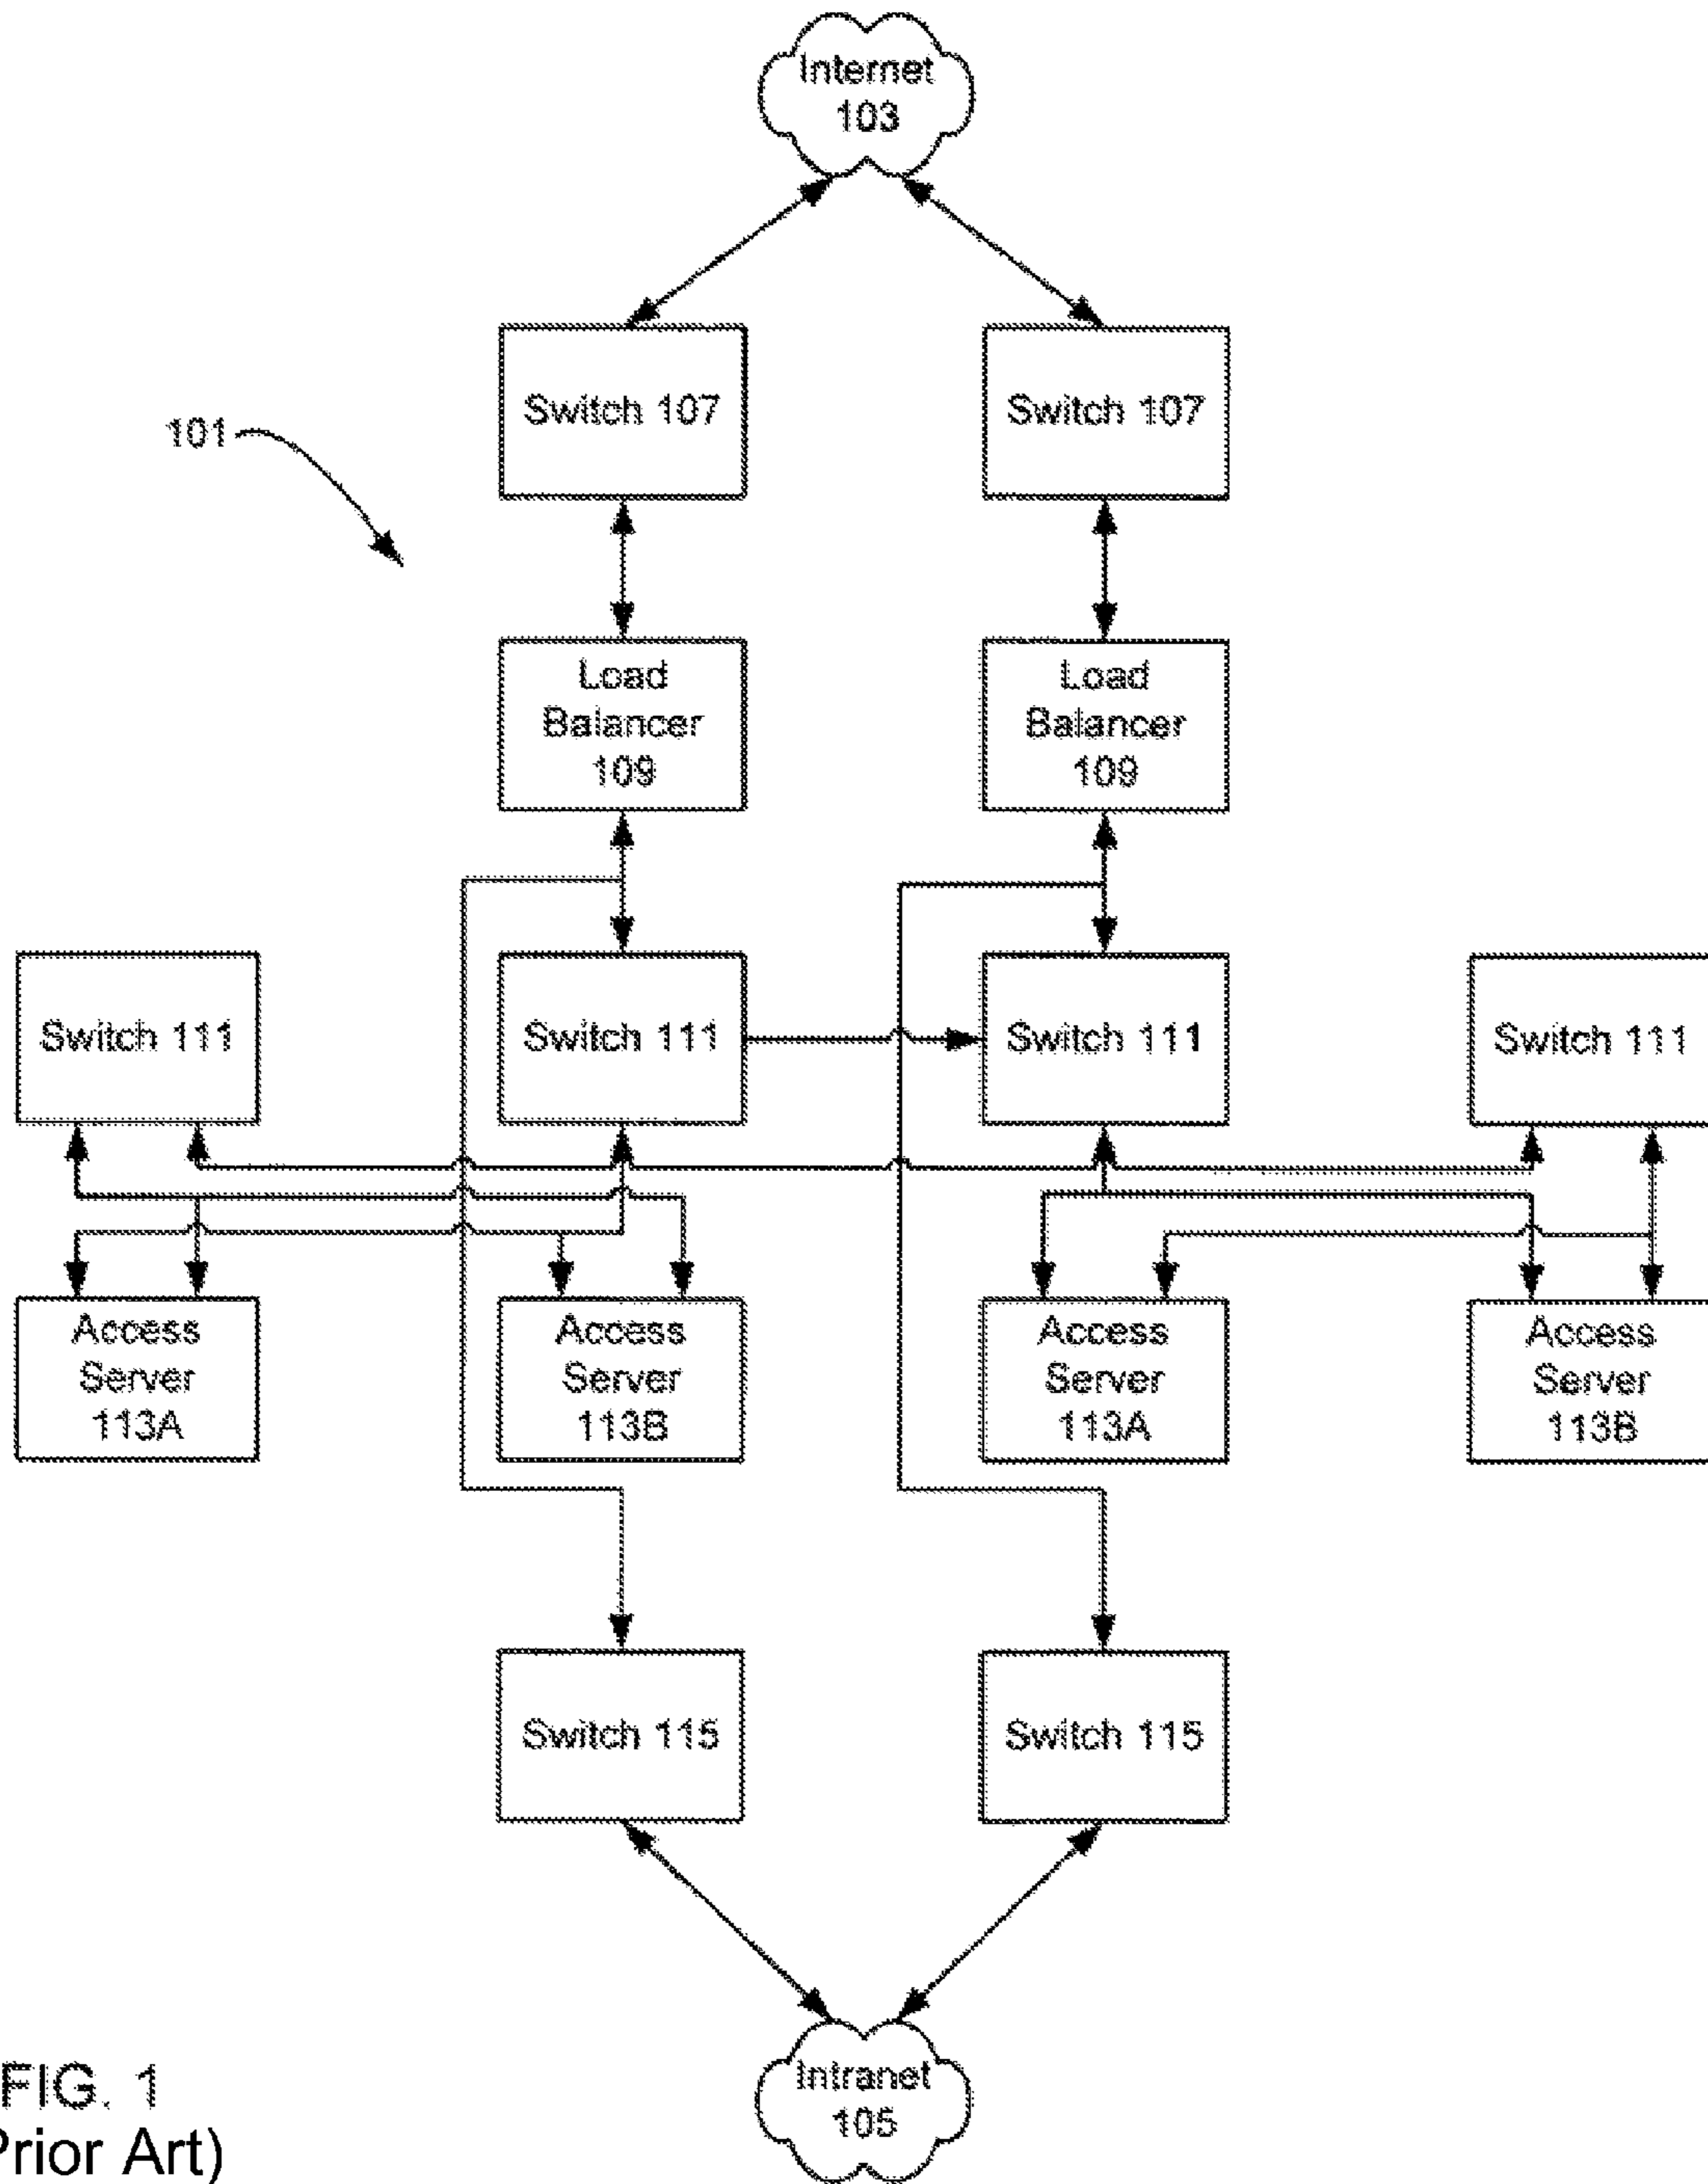 Internet
103
Switch 107
Switch 107
101
Load
Balancer
109
Load
Balancer
109
Switch 111
Switch 111
Switch 111
Switch 111
Access
Server
113A
Access
Server
113B
Access
Server
113A
Access
Server
113B
Switch 115
Switch 115
Intranet
105
FIG. 1
Prior Art)